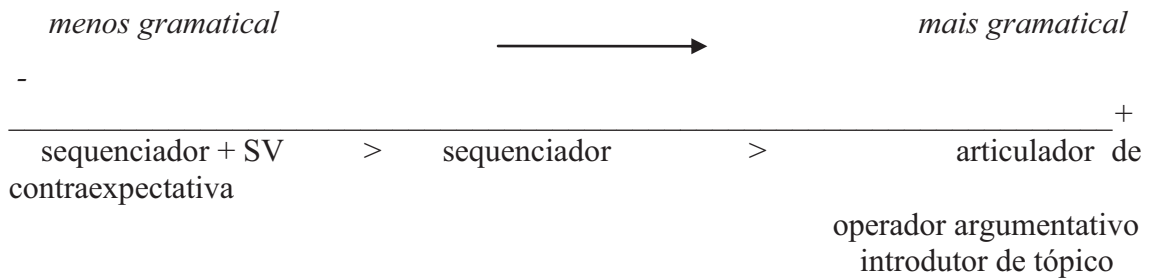 menos gramatical mais gramatical
-
+
sequenciador + SV > sequenciador > articulador de
contraexpectativa
operador argumentativo
introdutor de tópico